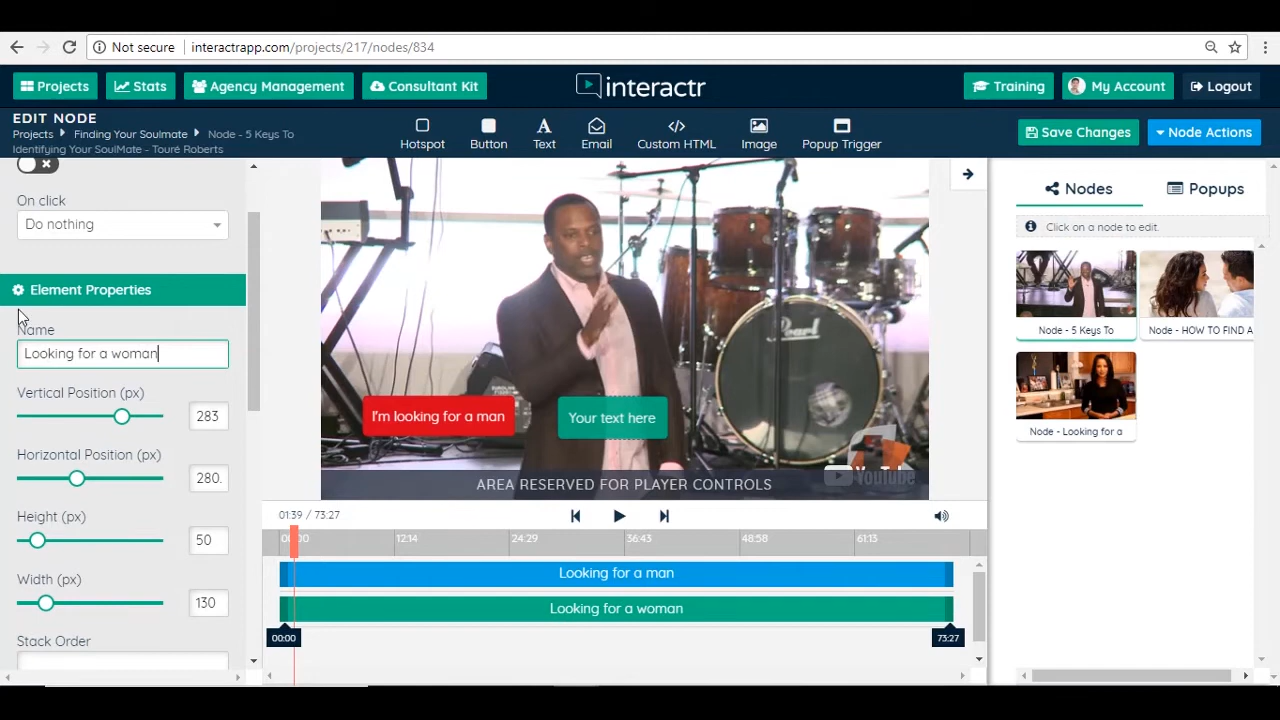 Not secure interactrapp.com/projects/217/nodes/834
Projects Stats Agency Management Consultant Kit interactr Training My Account Logout
EDIT NODE
Projects Finding Your Soulmate Node - 5 Keys To
Identifying Your SoulMate - Touré Roberts
Hotspot Button Text Email Custom HTML Image Popup Trigger
Save Changes Node Actions
On click
Do nothing
Element Properties
Name
Looking for a woman
Vertical Position (px)
283
Horizontal Position (px)
280.
Height (px)
50
Width (px)
130
Stack Order
I'm looking for a man
Your text here
Pearl
YouTube
AREA RESERVED FOR PLAYER CONTROLS
01:39 / 73:27
00:00 12:14 24:29 36:43 48:58 61:13
Looking for a man
Looking for a woman
00:00 73:27
Nodes Popups
Click on a node to edit.
Node - 5 Keys To
Node - HOW TO FIND A
Node - Looking for a